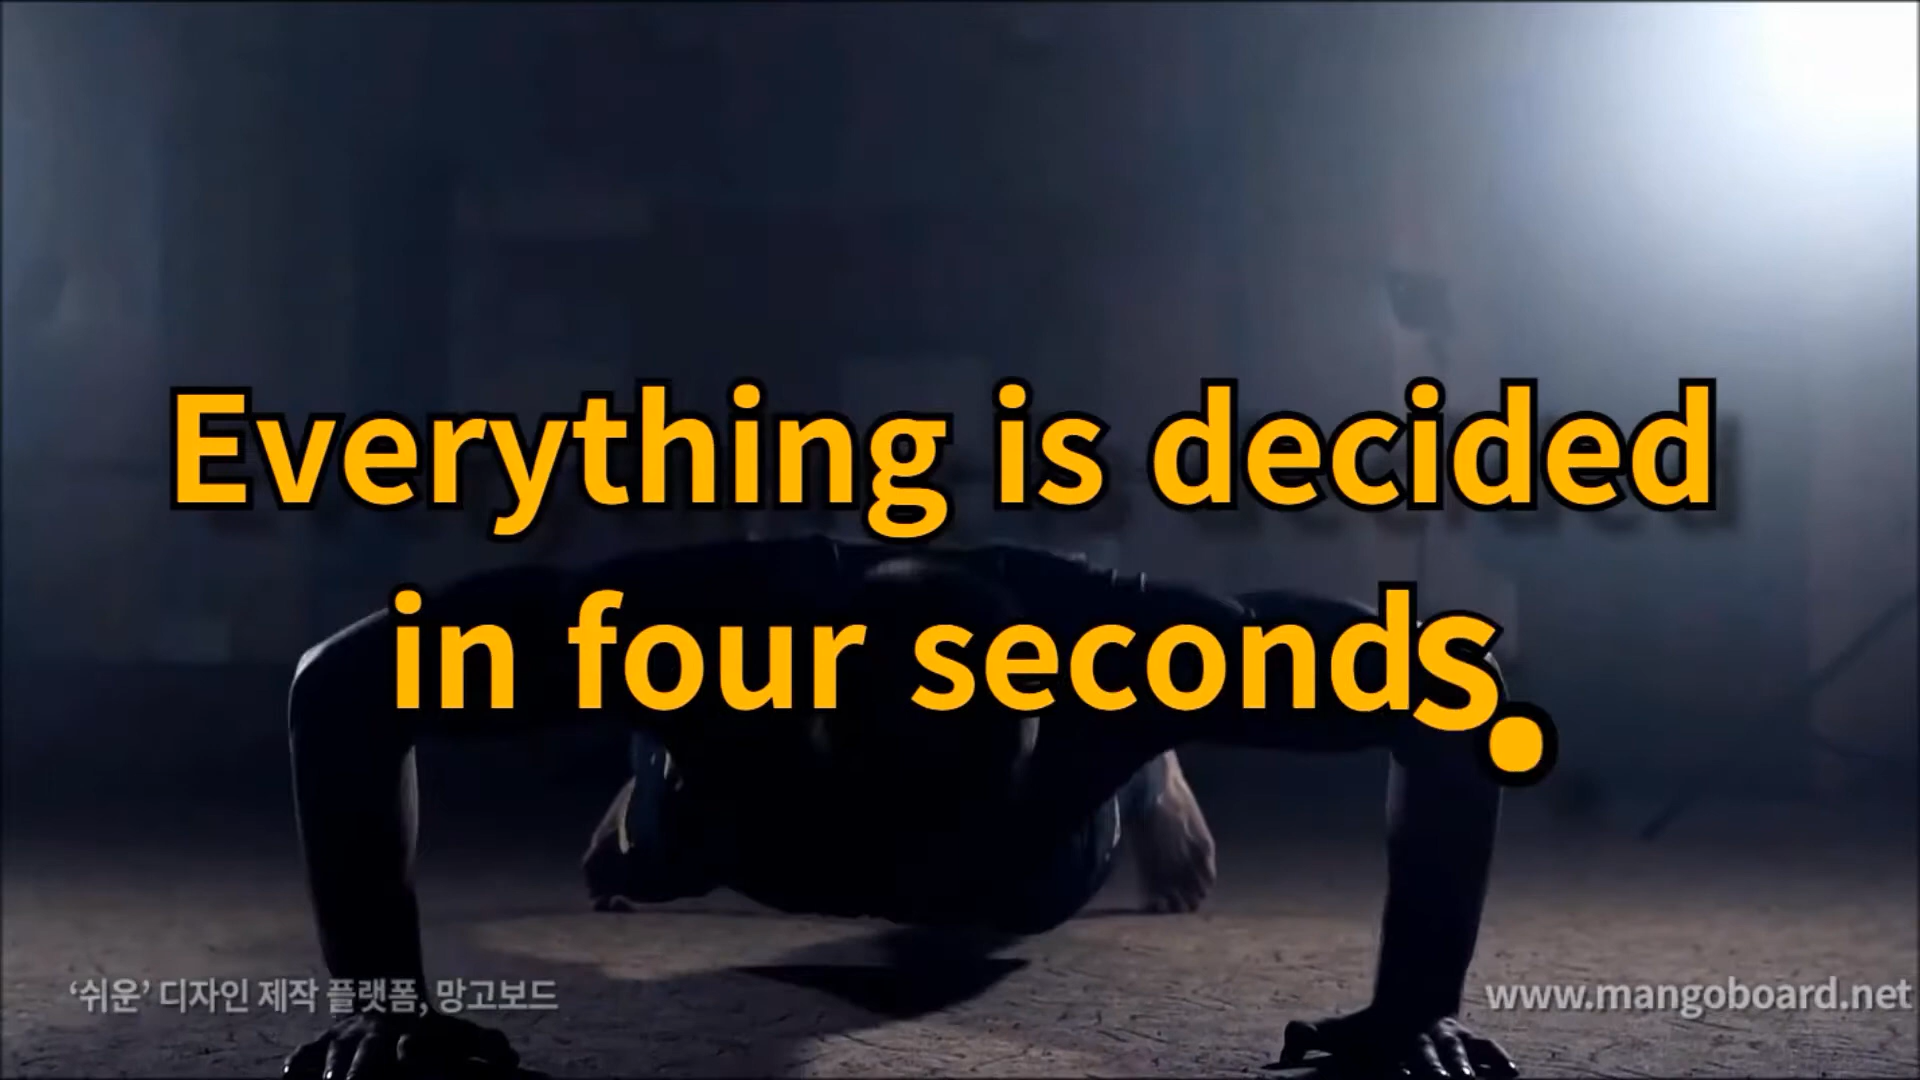 Everything is decided
in four seconds.
‘쉬운’ 디자인 제작 플랫폼, 망고보드
www.mangoboard.net